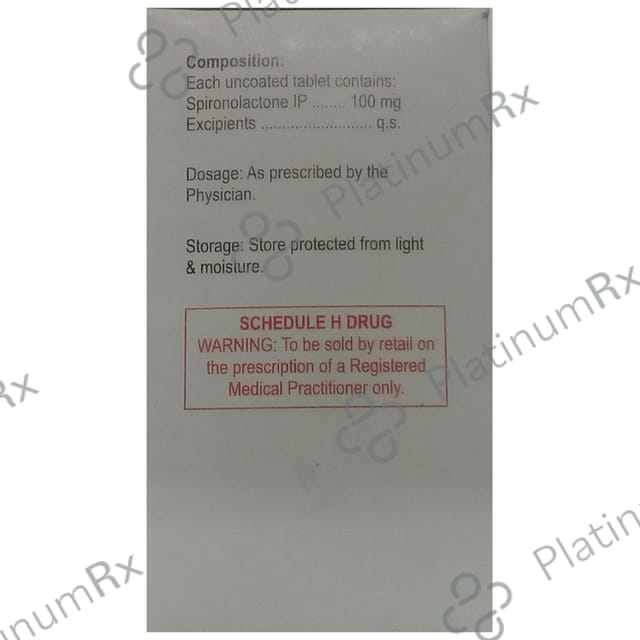 Composition:
Each uncoated tablet contains:
Spironolactone IP ........ 100 mg
Excipients .......................... q.s.
Dosage: As prescribed by the
Physician.
Storage: Store protected from light
& moisture.
SCHEDULE H DRUG
WARNING: To be sold by retail on
the prescription of a Registered
Medical Practitioner only.
PlatinumRx
PlatinumRx
Rx
PlatinumRx
tinumRx